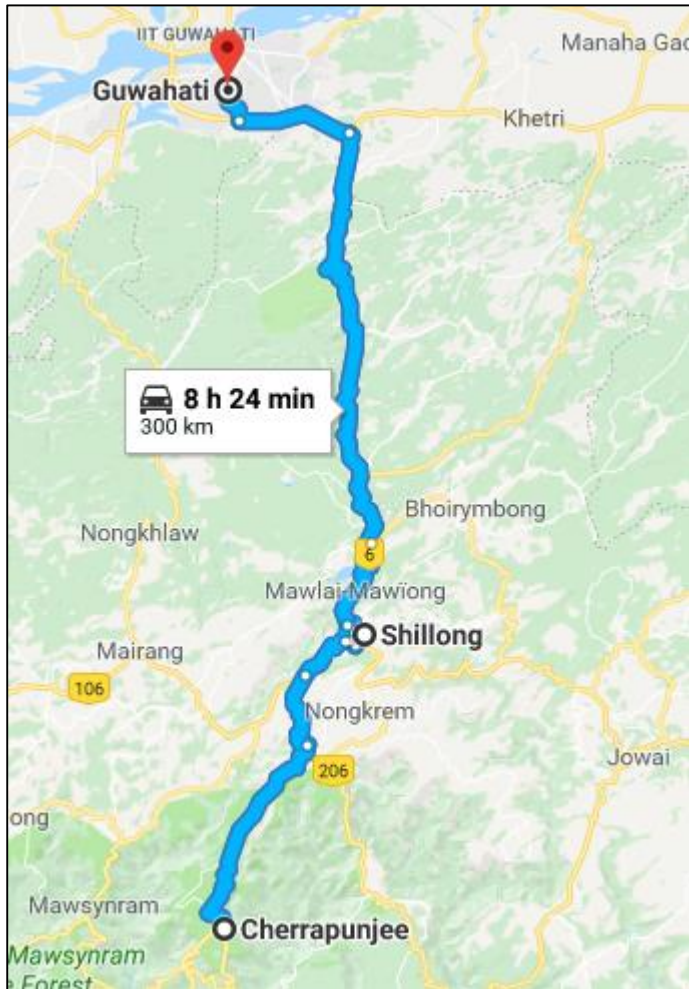 IIT GUWAHATI
Manaha Gao
Guwahati
Khetri
8 h 24 min
300 km
Bhoirymbong
Nongkhlaw
6
Mawlai-Mawiong
Shillong
Mairang
106
Nongkrem
Jowai
206
ong
Mawsynram
Cherrapunjee
Mawsynram
e Forest